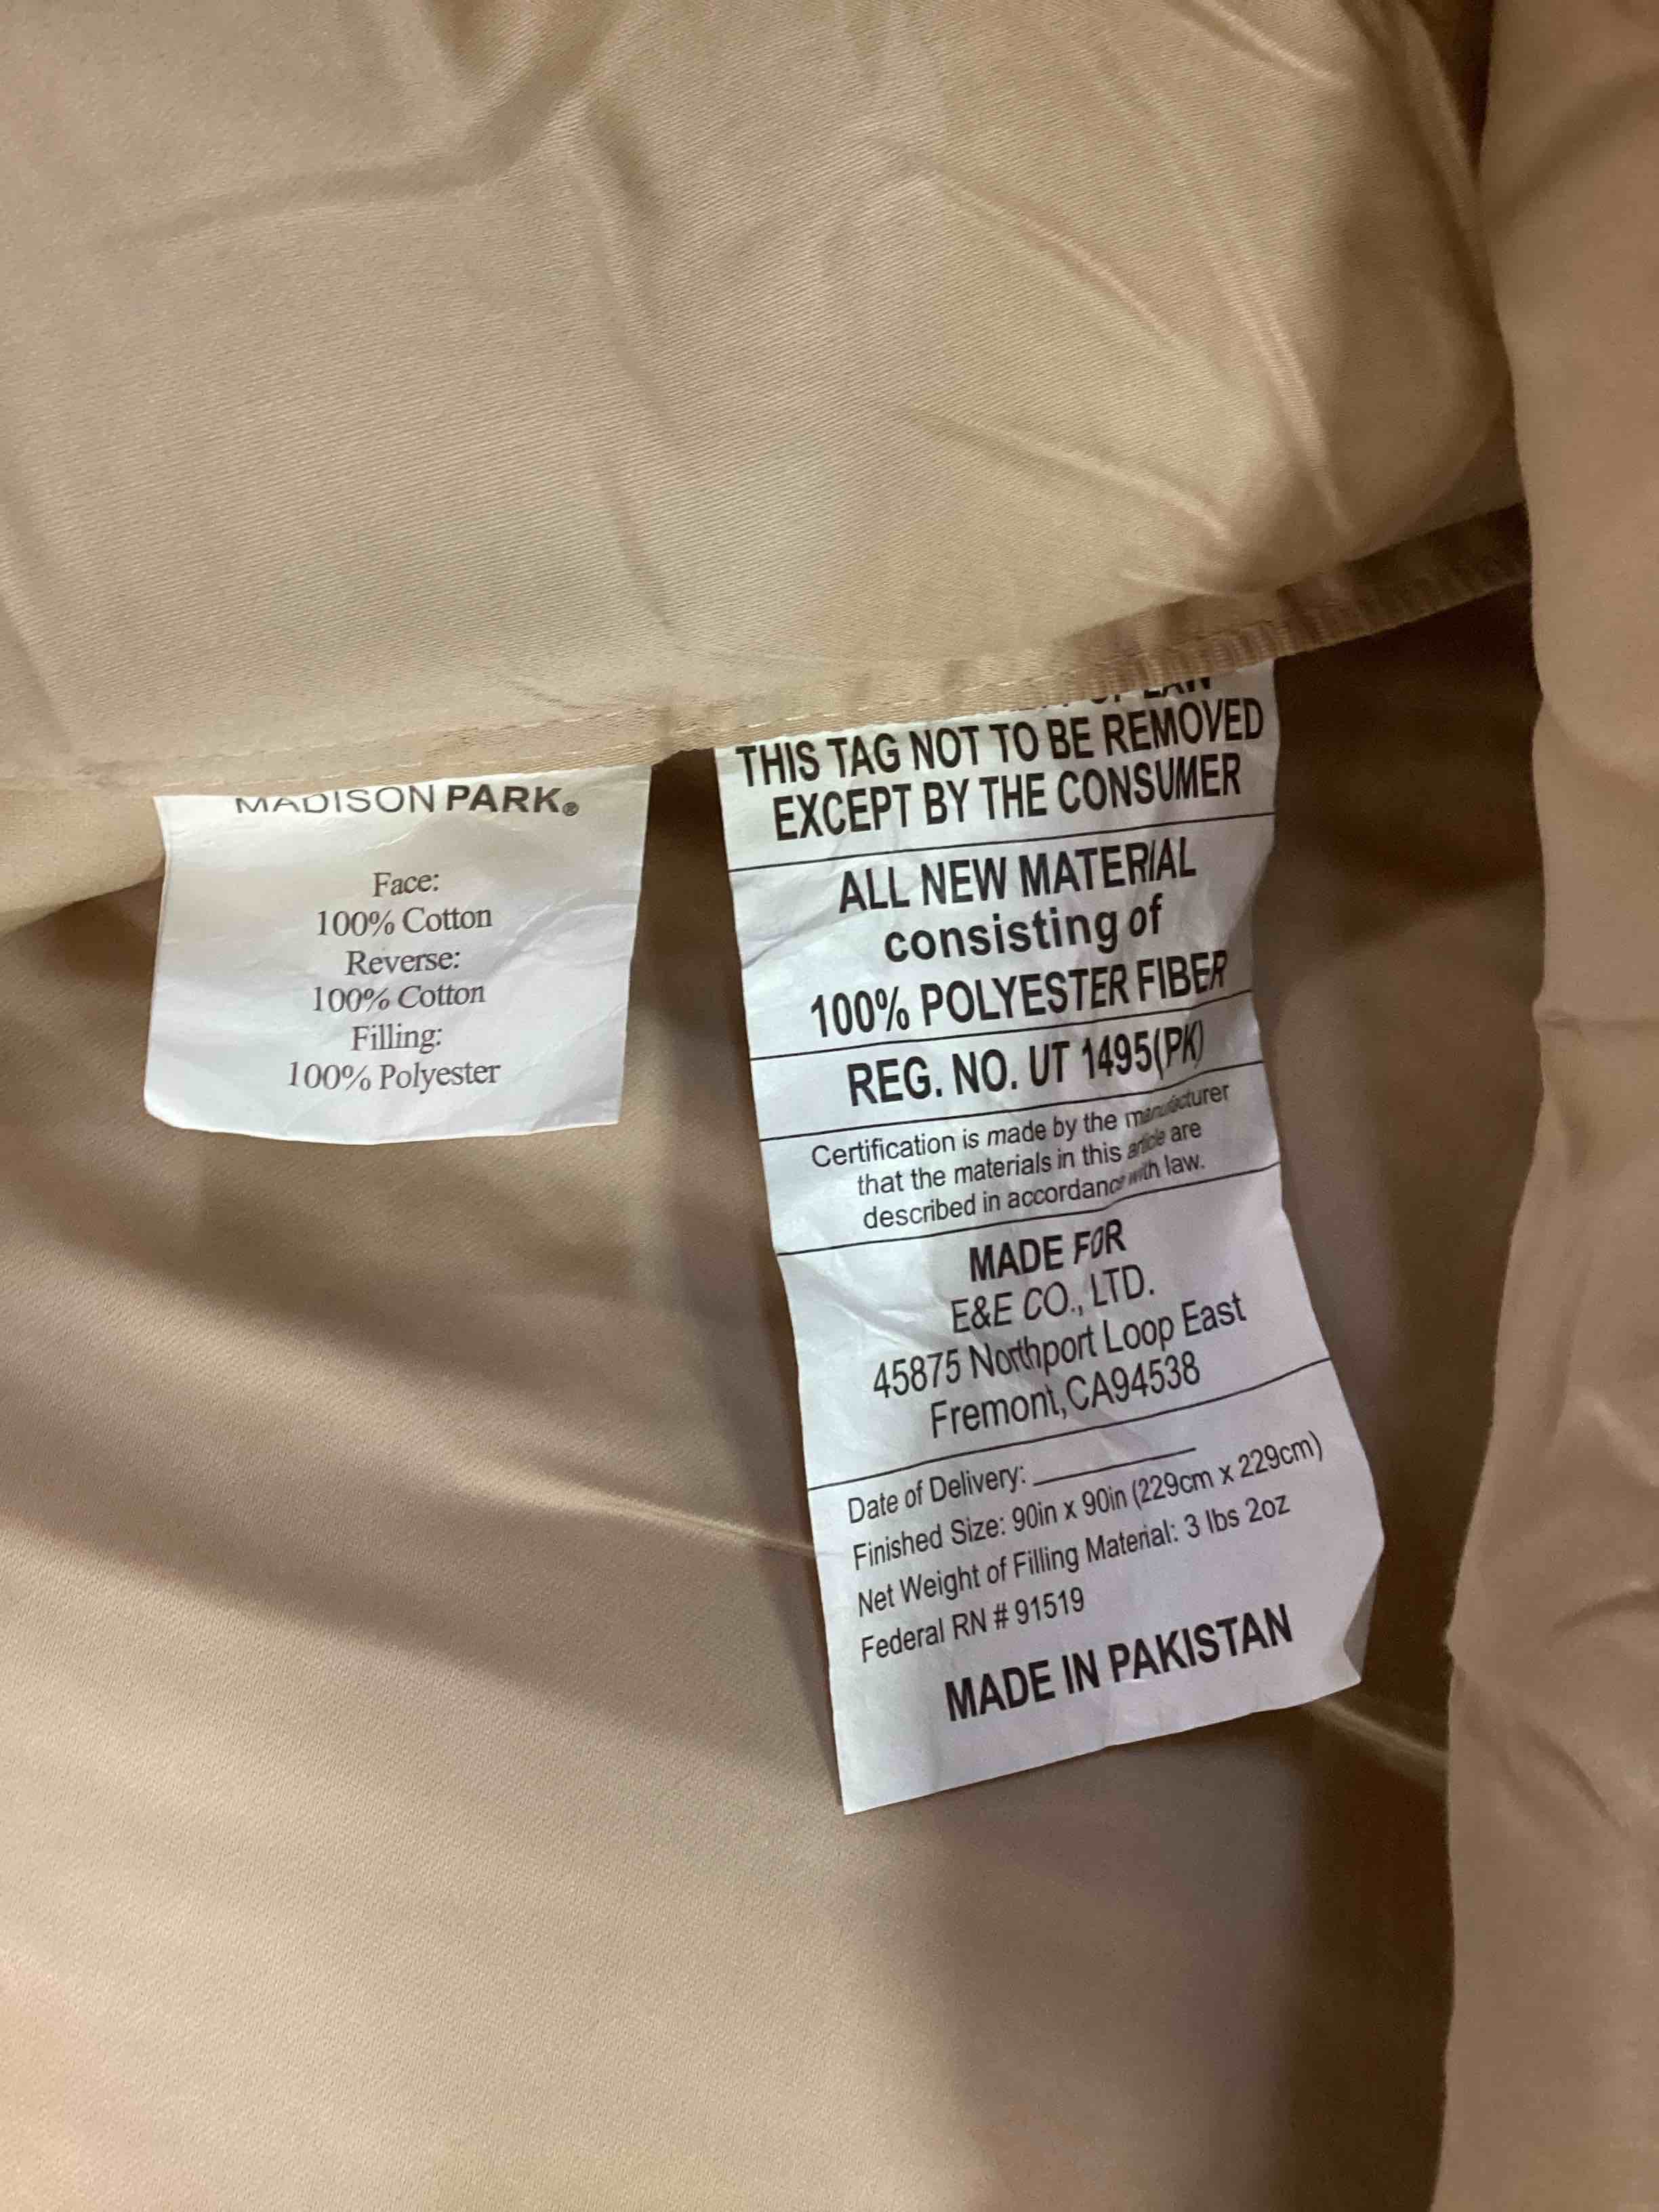 MADISON PARK®
Face:
100% Cotton
Reverse:
100% Cotton
Filling:
100% Polyester
OF LAW
THIS TAG NOT TO BE REMOVED
EXCEPT BY THE CONSUMER
ALL NEW MATERIAL
consisting of
100% POLYESTER FIBER
REG. NO. UT 1495(PK)
Certification is made by the manufacturer
that the materials in this article are
described in accordance with law.
MADE FOR
E&E CO., LTD.
45875 Northport Loop East
Fremont, CA94538
Date of Delivery:
Finished Size: 90in x 90in (229cm x 229cm)
Net Weight of Filling Material: 3 lbs 2oz
Federal RN # 91519
MADE IN PAKISTAN